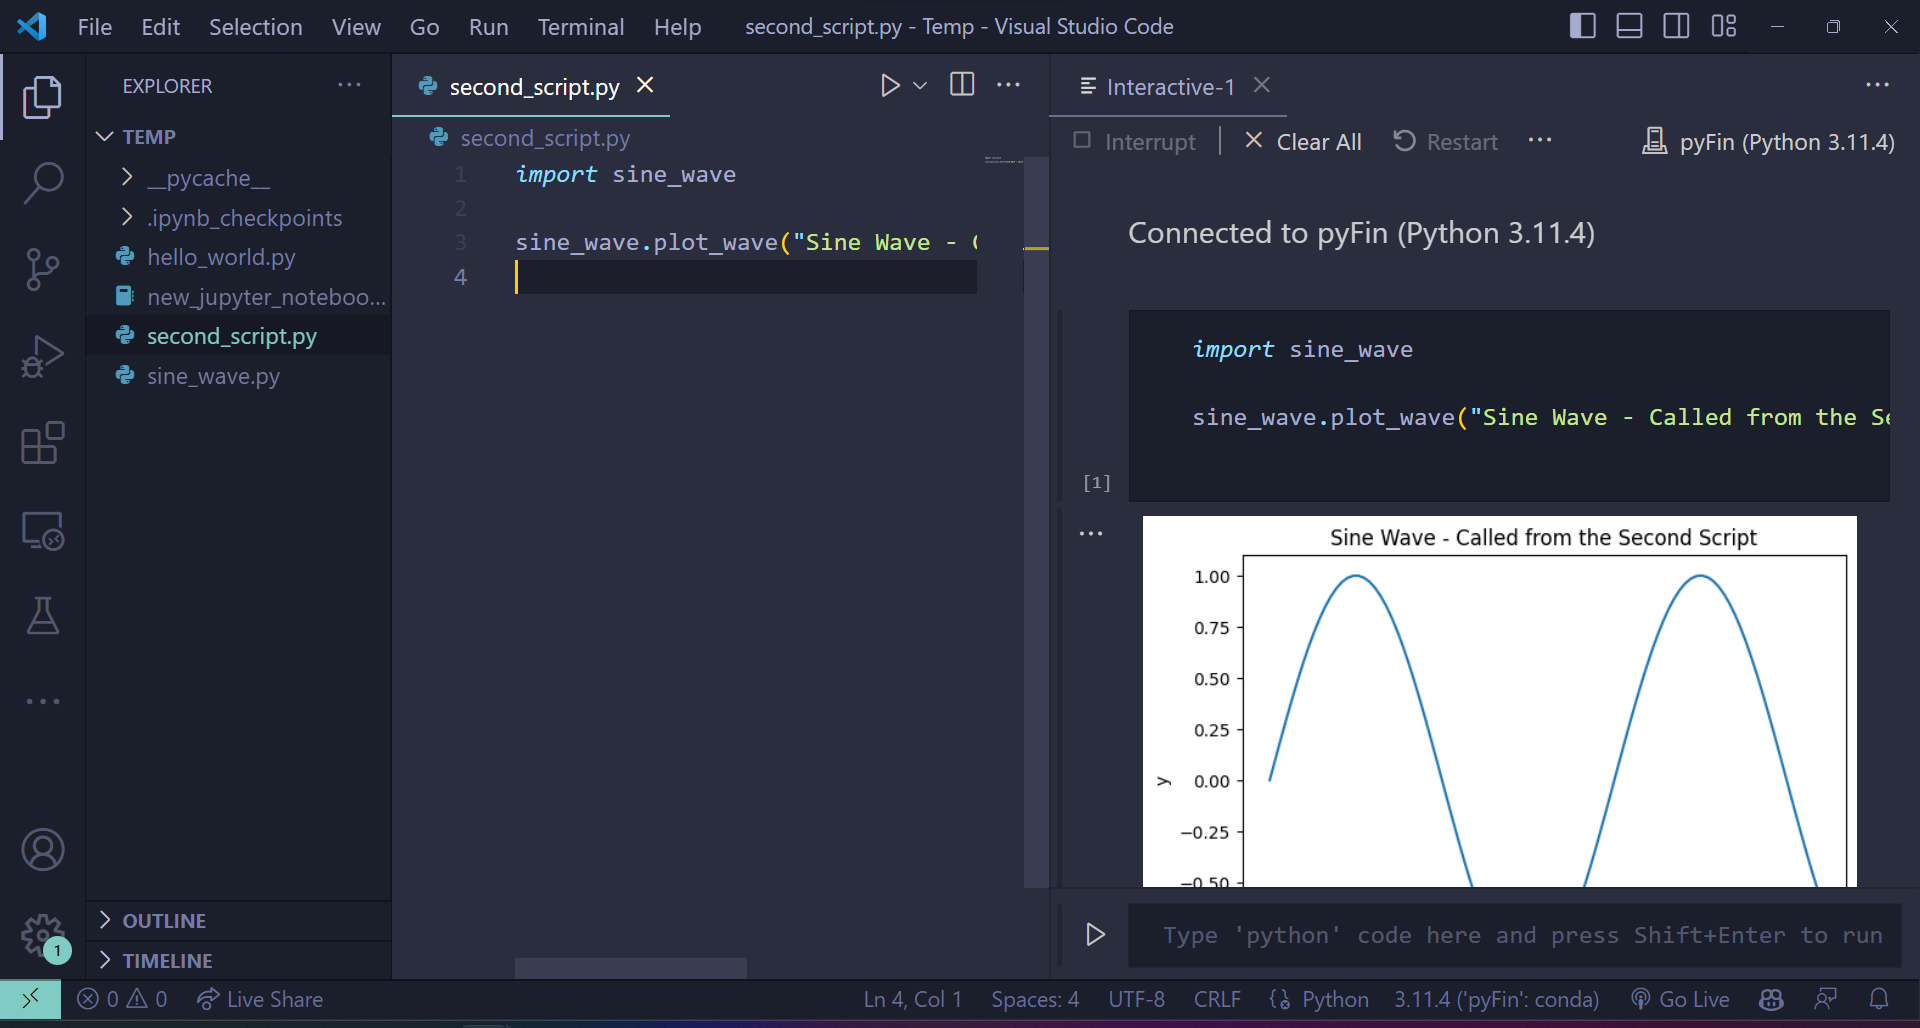 File Edit Selection View Go Run Terminal Help second_script.py - Temp - Visual Studio Code
EXPLORER
TEMP
__pycache__
.ipynb_checkpoints
hello_world.py
new_jupyter_noteboo...
second_script.py
sine_wave.py
OUTLINE
TIMELINE
second_script.py
second_script.py
1 import sine_wave
2
3 sine_wave.plot_wave("Sine Wave - 
4
Interactive-1
Interrupt Clear All Restart pyFin (Python 3.11.4)
Connected to pyFin (Python 3.11.4)
import sine_wave
sine_wave.plot_wave("Sine Wave - Called from the Se
[1]
Sine Wave - Called from the Second Script
1.00
0.75
0.50
0.25
0.00
y
−0.25
−0.50
Type 'python' code here and press Shift+Enter to run
1
0 0 Live Share Ln 4, Col 1 Spaces: 4 UTF-8 CRLF Python 3.11.4 ('pyFin': conda) Go Live